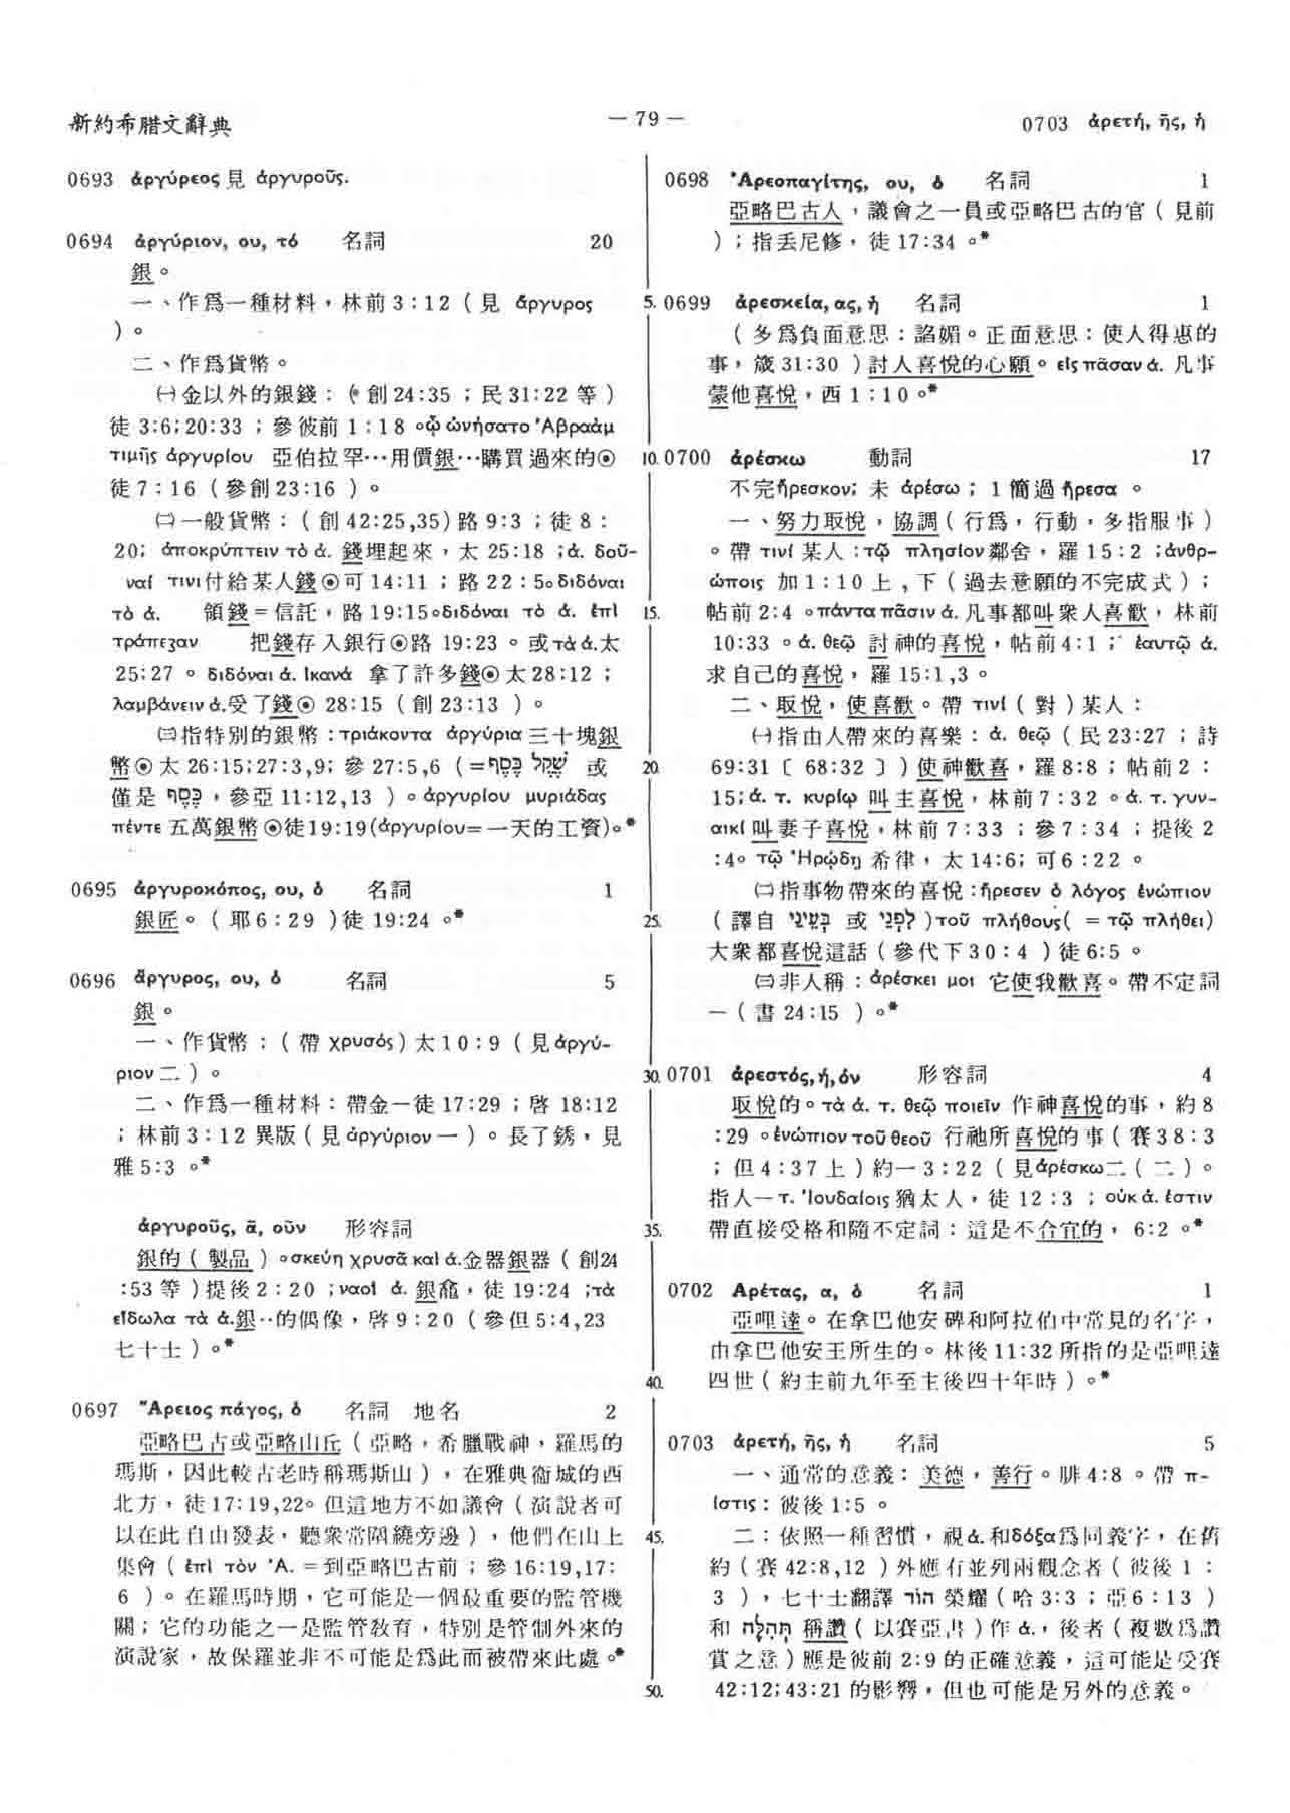 新約希腊文辭典
— 79 —
0703 ἀρετή, ῆς, ἡ
0693 ἀργύρεος 見 ἀργυροῦς.
0694 ἀργύριον, ου, τό 名詞 20
銀。
一、作爲一種材料，林前 3:12（見 ἄργυρος
）。
二、作爲貨幣。
㈠金以外的銀錢：（創 24:35；民 31:22 等）
徒 3:6;20:33；參彼前 1:18。ᾧ ὠνήσατο Ἀβραὰμ
τιμῆς ἀργυρίου 亞伯拉罕…用價銀…購買過來的⊙
徒 7:16（參創 23:16）。
㈡一般貨幣：（創 42:25,35) 路 9:3；徒 8:
20; ἀποκρύπτειν τὸ ἀ. 錢埋起來，太 25:18；ἀ. δοῦ-
ναί τινι 付給某人錢⊙可 14:11；路 22:5。διδόναι
τὸ ἀ. 領錢＝信託，路 19:15。διδόναι τὸ ἀ. ἐπὶ
τράπεζαν 把錢存入銀行⊙路 19:23。或 τὰ ἀ. 太
25:27。διδόναι ἀ. ἱκανά 拿了許多錢⊙太 28:12；
λαμβάνειν ἀ. 受了錢⊙ 28:15（創 23:13）。
㈢指特別的銀幣：τριάκοντα ἀργύρια 三十塊銀
幣⊙太 26:15;27:3,9; 參 27:5,6（= שֶׁקֶל כֶּסֶף 或
僅是 כֶּסֶף，參亞 11:12,13）。ἀργυρίου μυριάδας
πέντε 五萬銀幣⊙徒19:19(ἀργυρίου=一天的工資)。*
0695 ἀργυροκόπος, ου, ὁ 名詞 1
銀匠。（耶 6:29）徒 19:24。*
0696 ἄργυρος, ου, ὁ 名詞 5
銀。
一、作貨幣：（帶 χρυσός) 太 10:9（見 ἀργύ-
ριον 二）。
二、作爲一種材料：帶金—徒 17:29；啓 18:12
；林前 3:12 異版（見 ἀργύριον 一）。長了銹，見
雅 5:3。*
ἀργυροῦς, ᾶ, οῦν 形容詞
銀的（製品）。σκεύη χρυσᾶ καὶ ἀ. 金器銀器（創24
:53 等）提後 2:20；ναοὶ ἀ. 銀龕，徒 19:24；τὰ
εἴδωλα τὰ ἀ. 銀‥的偶像，啓 9:20（參但 5:4,23
七十士）。*
0697 Ἄρειος πάγος, ὁ 名詞 地名 2
亞略巴古或亞略山丘（亞略，希臘戰神，羅馬的
瑪斯，因此較古老時稱瑪斯山），在雅典衞城的西
北方，徒 17:19,22。但這地方不如議會（演說者可
以在此自由發表，聽衆常圍繞旁邊），他們在山上
集會（ἐπὶ τὸν Ἀ. ＝到亞略巴古前；參 16:19,17:
6）。在羅馬時期，它可能是一個最重要的監管機
關；它的功能之一是監管敎育，特別是管制外來的
演說家，故保羅並非不可能是爲此而被帶來此處。*
0698 Ἀρεοπαγίτης, ου, ὁ 名詞 1
亞略巴古人，議會之一員或亞略巴古的官（見前
）；指丢尼修，徒 17:34。*
5. 0699 ἀρεσκεία, ας, ἡ 名詞 1
（多爲負面意思：諂媚。正面意思：使人得惠的
事，箴 31:30）討人喜悅的心願。εἰς πᾶσαν ἀ. 凡事
蒙他喜悅，西 1:10。*
10. 0700 ἀρέσκω 動詞 17
不完 ἤρεσκον；未 ἀρέσω；1 簡過 ἤρεσα。
一、努力取悅，協調（行爲，行動，多指服事）
。帶 τινί 某人：τῷ πλησίον 鄰舍，羅 15:2；ἀνθρ-
ώποις 加 1:10 上，下（過去意願的不完成式）；
15. 帖前 2:4。πάντα πᾶσιν ἀ. 凡事都叫衆人喜歡，林前
10:33。ἀ. θεῷ 討神的喜悅，帖前 4:1；ἑαυτῷ ἀ.
求自己的喜悅，羅 15:1,3。
二、取悅，使喜歡。帶 τινί（對）某人：
㈠指由人帶來的喜樂：ἀ. θεῷ（民 23:27；詩
20. 69:31〔68:32〕）使神歡喜，羅 8:8；帖前 2:
15; ἀ. τ. κυρίῳ 叫主喜悅，林前 7:32。ἀ. τ. γυν-
αικί 叫妻子喜悅，林前 7:33；參 7:34；提後 2
:4。τῷ Ἡρῴδῃ 希律，太 14:6; 可 6:22。
㈡指事物帶來的喜悅：ἤρεσεν ὁ λόγος ἐνώπιον
25. （譯自 בְּעֵינֵי 或 לִפְנֵי）τοῦ πλήθους（= τῷ πλήθει）
大衆都喜悅這話（參代下 30:4）徒 6:5。
㈢非人稱：ἀρέσκει μοι 它使我歡喜。帶不定詞
—（書 24:15）。*
30. 0701 ἀρεστός, ή, όν 形容詞 4
取悅的。τὰ ἀ. τ. θεῷ ποιεῖν 作神喜悅的事，約 8
:29。ἐνώπιον τοῦ θεοῦ 行祂所喜悅的事（賽 38:3
；但 4:37 上）約一 3:22（見 ἀρέσκω 二（二）。
指人—τ. Ἰουδαίοις 猶太人，徒 12:3；οὐκ ἀ. ἐστιν
35. 帶直接受格和隨不定詞：這是不合宜的，6:2。*
0702 Ἁρέτας, α, ὁ 名詞 1
亞哩達。在拿巴他安碑和阿拉伯中常見的名字，
由拿巴他安王所生的。林後 11:32 所指的是亞哩達
40. 四世（約主前九年至主後四十年時）。*
0703 ἀρετή, ῆς, ἡ 名詞 5
一、通常的意義：美德，善行。腓 4:8。帶 π-
ίστις：彼後 1:5。
45. 二：依照一種習慣，視 ἀ. 和 δόξα 爲同義字，在舊
約（賽 42:8,12）外應有並列兩觀念者（彼後 1:
3），七十士翻譯 הוֹד 榮耀（哈 3:3；亞 6:13）
和 תְּהִלָּה 稱讚（以賽亞書）作 ἀ.，後者（複數爲讚
賞之意）應是彼前 2:9 的正確意義，這可能是受賽
50. 42:12;43:21 的影響，但也可能是另外的意義。